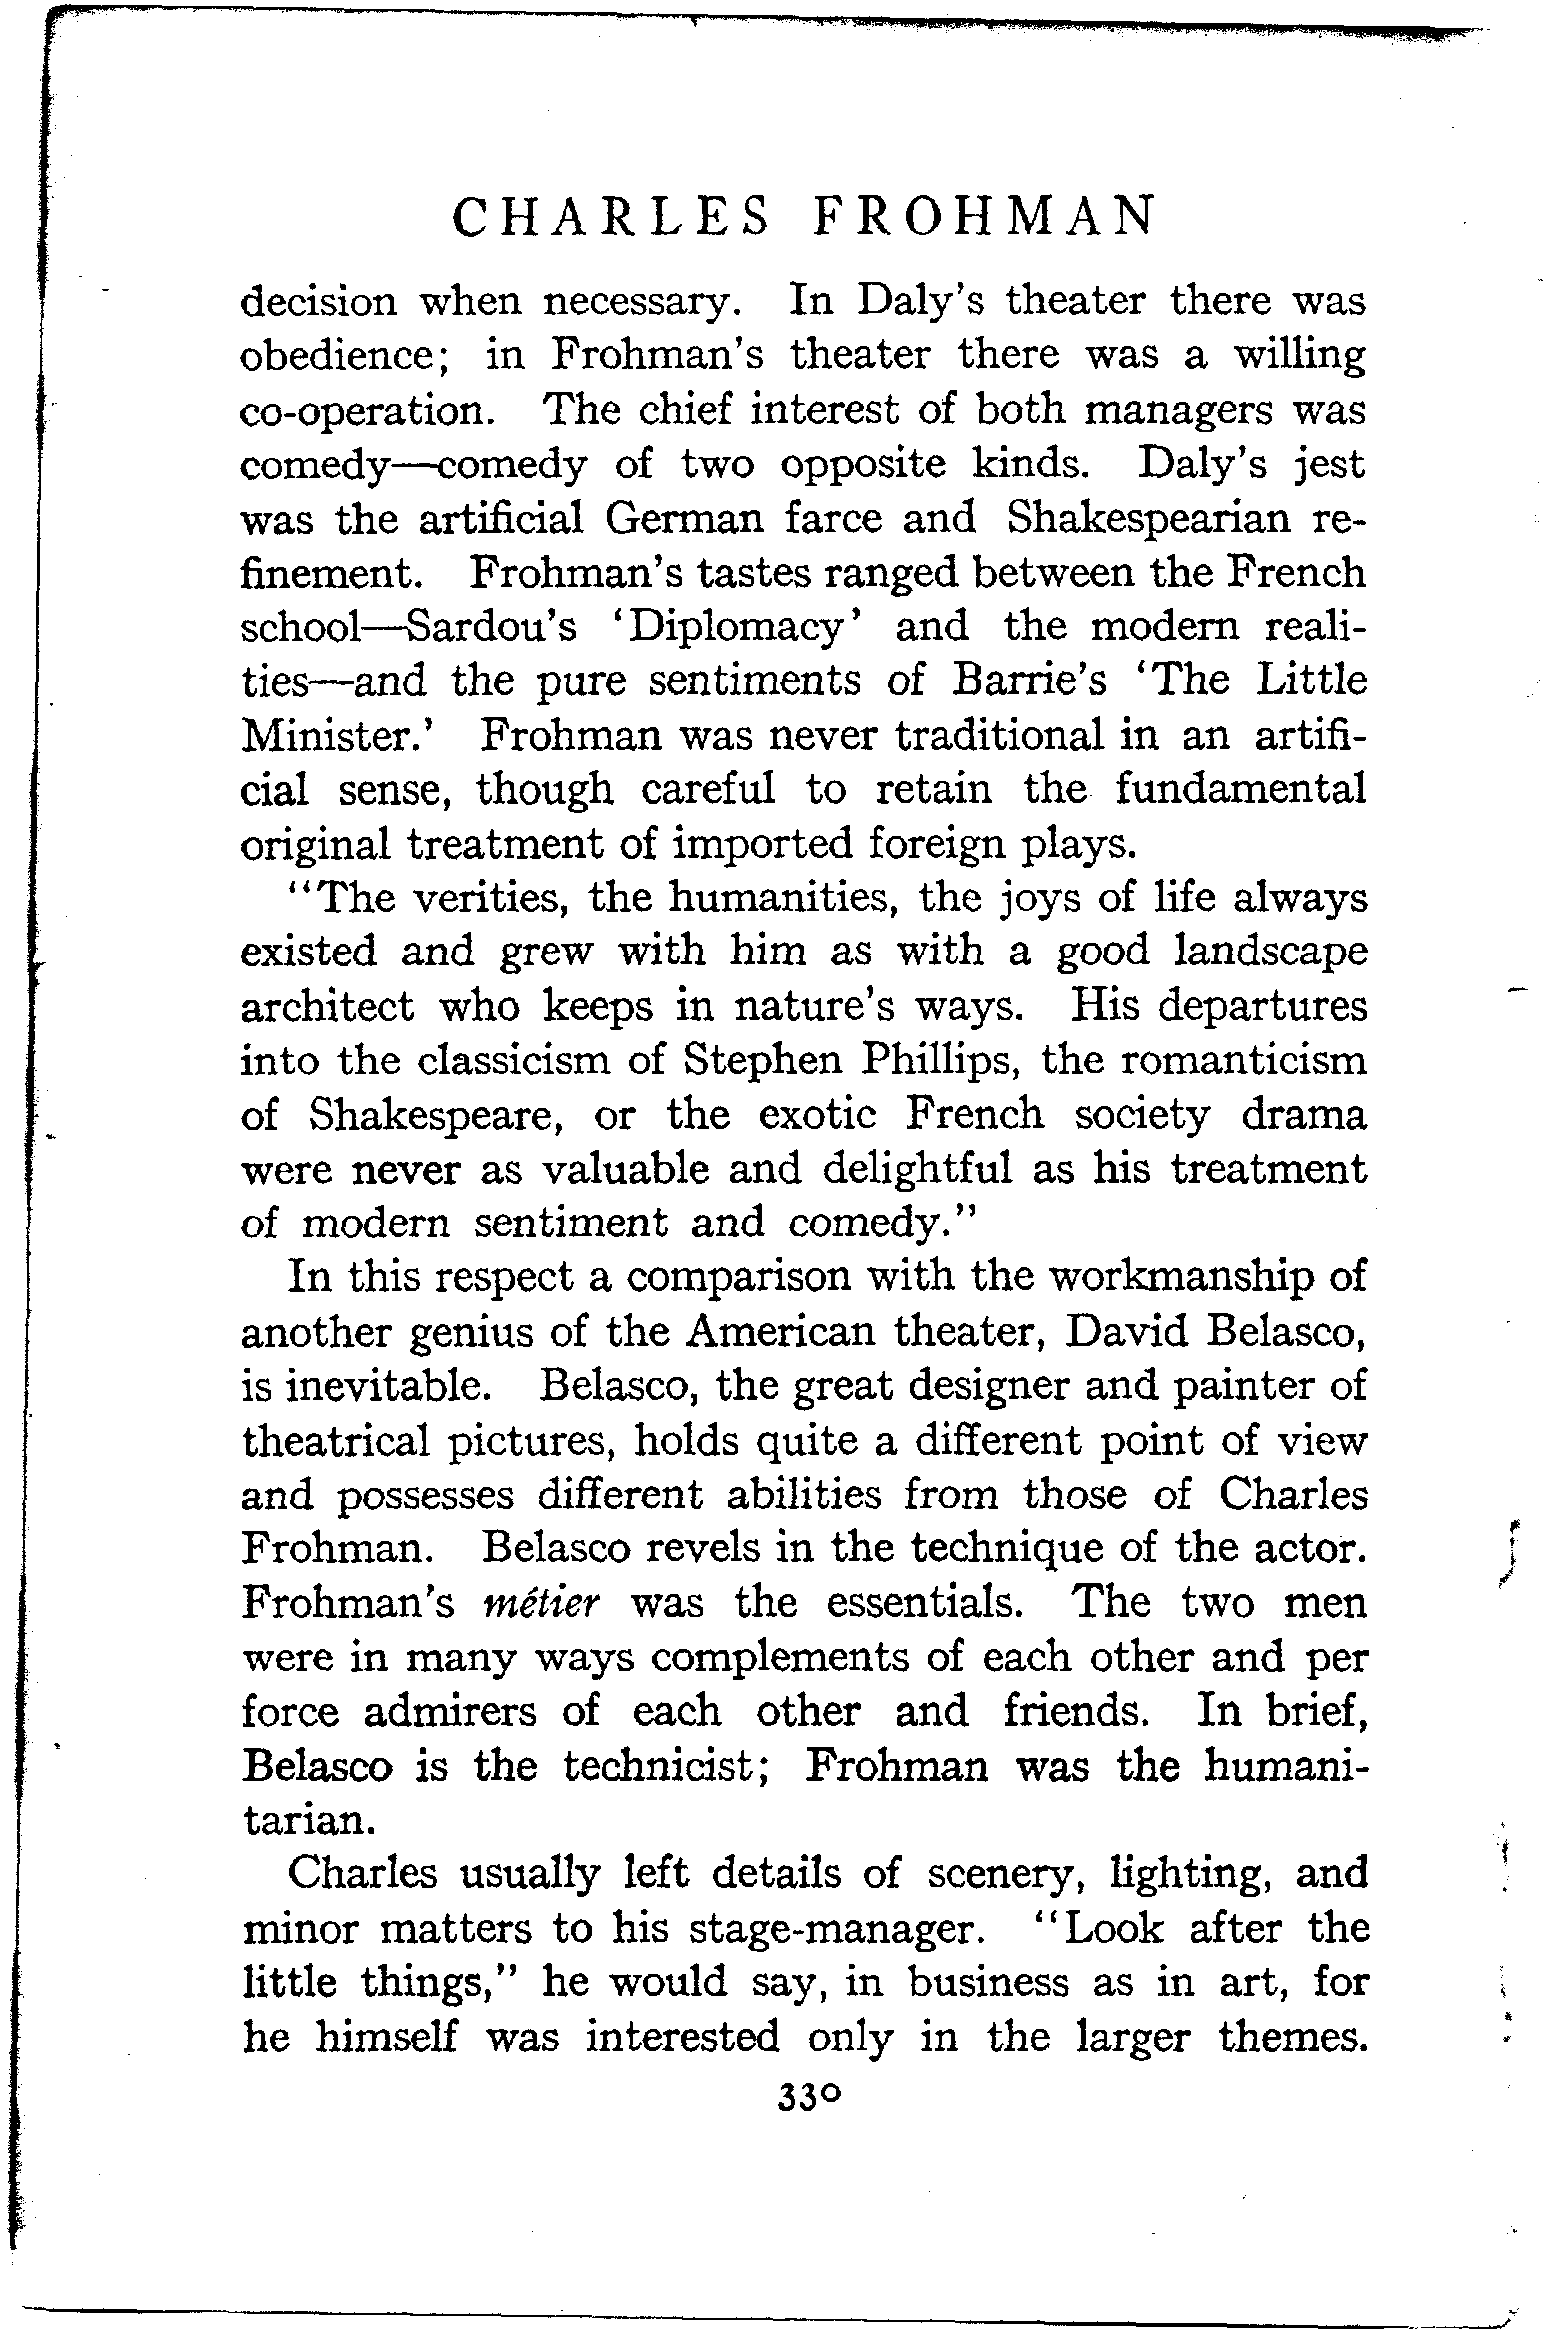 CHARLES FROHMAN
decision when necessary. In Daly's theater there was
obedience; in Frohman's theater there was a willing
co-operation. The chief interest of both managers was
comedy—comedy of two opposite kinds. Daly's jest
was the artificial German farce and Shakespearian re-
finement. Frohman's tastes ranged between the French
school—Sardou's 'Diplomacy' and the modern reali-
ties—and the pure sentiments of Barrie's 'The Little
Minister.' Frohman was never traditional in an artifi-
cial sense, though careful to retain the fundamental
original treatment of imported foreign plays.
"The verities, the humanities, the joys of life always
existed and grew with him as with a good landscape
architect who keeps in nature's ways. His departures
into the classicism of Stephen Phillips, the romanticism
of Shakespeare, or the exotic French society drama
were never as valuable and delightful as his treatment
of modern sentiment and comedy."
In this respect a comparison with the workmanship of
another genius of the American theater, David Belasco,
is inevitable. Belasco, the great designer and painter of
theatrical pictures, holds quite a different point of view
and possesses different abilities from those of Charles
Frohman. Belasco revels in the technique of the actor.
Frohman's métier was the essentials. The two men
were in many ways complements of each other and per
force admirers of each other and friends. In brief,
Belasco is the technicist; Frohman was the humani-
tarian.
Charles usually left details of scenery, lighting, and
minor matters to his stage-manager. "Look after the
little things," he would say, in business as in art, for
he himself was interested only in the larger themes.
330